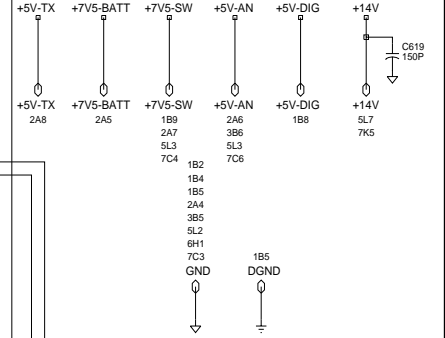 +5V-TX +7V5-BATT +7V5-SW +5V-AN +5V-DIG +14V
C619
150P
+5V-TX +7V5-BATT +7V5-SW +5V-AN +5V-DIG +14V
2A8 2A5 1B9 2A6 1B8 5L7
2A7 3B6 7K5
5L3 5L3
7C4 7C6
1B2
1B4
1B5
2A4
3B5
5L2
6H1
7C3 1B5
GND DGND